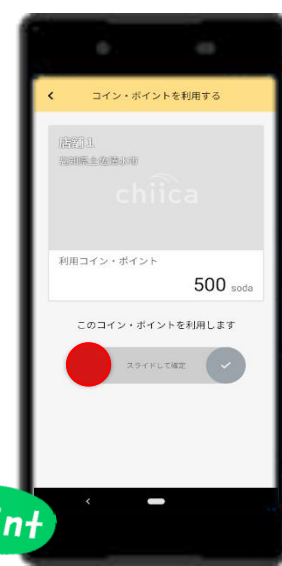 コイン・ポイントを利用する
店舗1
chiica
利用コイン・ポイント
500 soda
このコイン・ポイントを利用します
スライドして確定
int